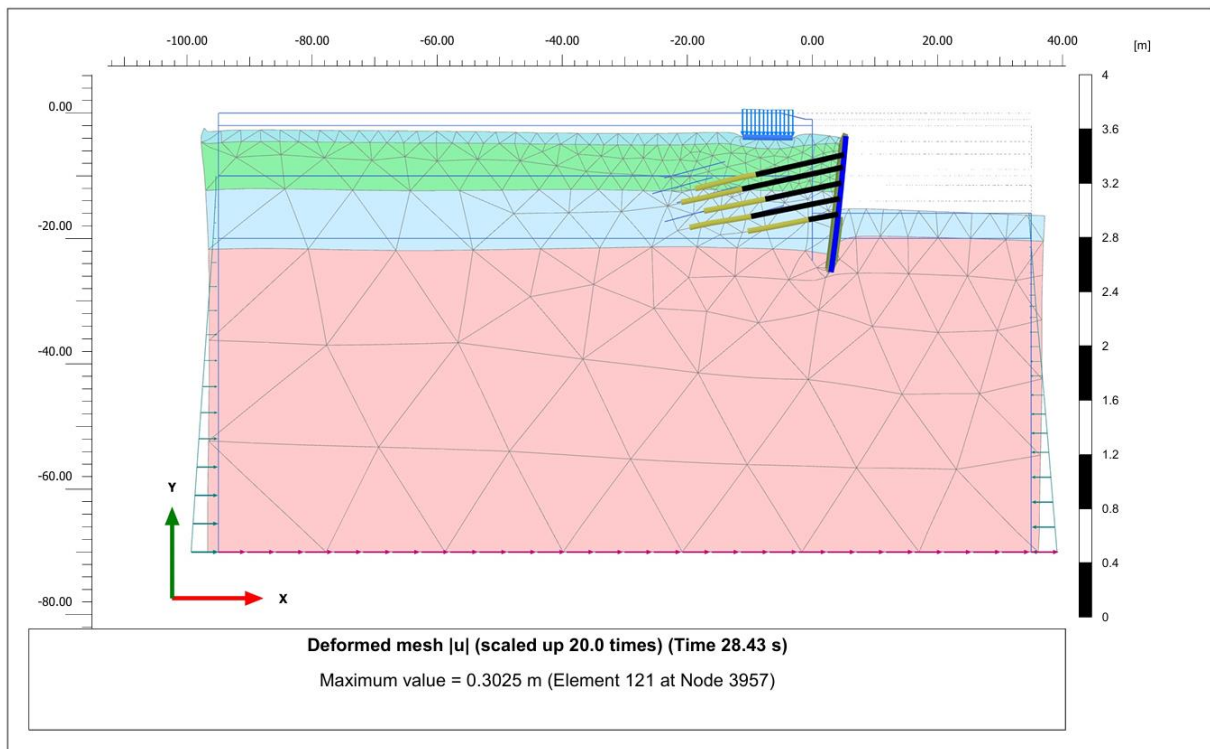 -100.00 -80.00 -60.00 -40.00 -20.00 0.00 20.00 40.00
[m]
4
0.00
3.6
3.2
-20.00
2.8
2.4
-40.00
2
1.6
1.2
-60.00
Y
0.8
0.4
X
-80.00
0
Deformed mesh |u| (scaled up 20.0 times) (Time 28.43 s)
Maximum value = 0.3025 m (Element 121 at Node 3957)